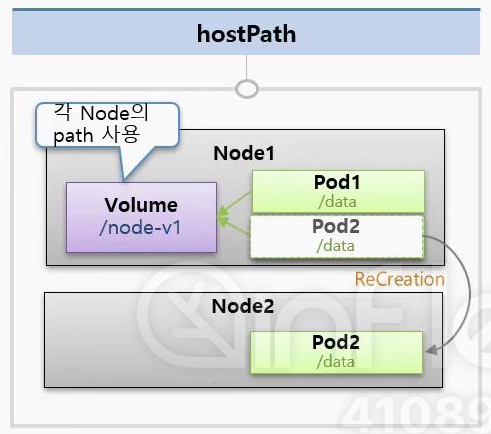 hostPath
각 Node의
path 사용
Node1
Volume
/node-v1
Pod1
/data
Pod2
/data
ReCreation
Node2
Pod2
/data
41089